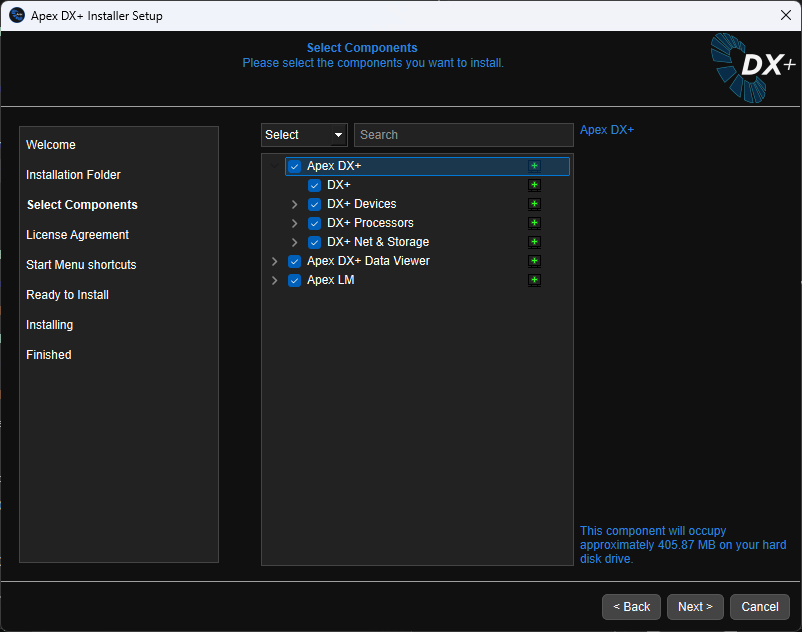 Apex DX+ Installer Setup
Select Components
Please select the components you want to install.
DX+
Welcome
Installation Folder
Select Components
License Agreement
Start Menu shortcuts
Ready to Install
Installing
Finished
Select
Search
Apex DX+
DX+
DX+ Devices
DX+ Processors
DX+ Net & Storage
Apex DX+ Data Viewer
Apex LM
Apex DX+
This component will occupy
approximately 405.87 MB on your hard
disk drive.
< Back
Next >
Cancel